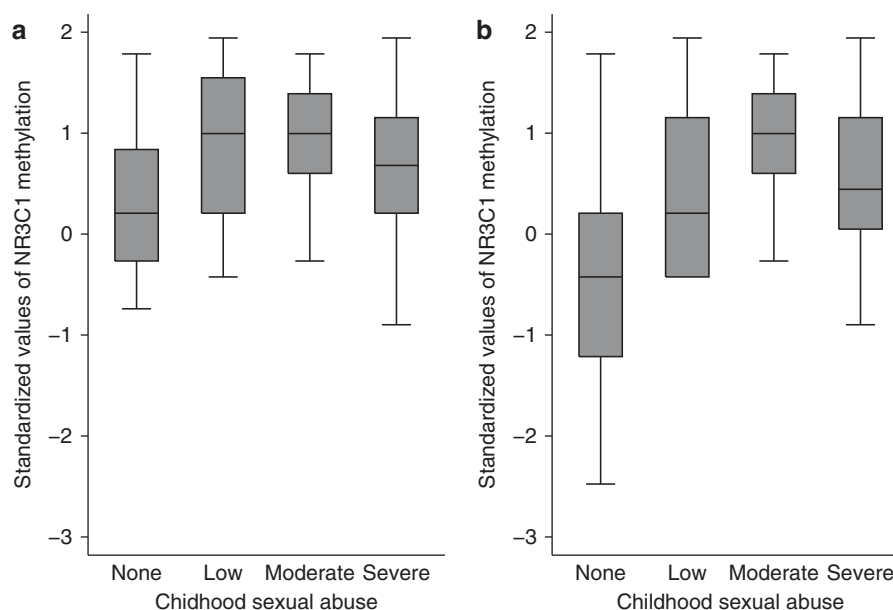 a
Standardized values of NR3C1 methylation
2
1
0
−1
−2
−3
None Low Moderate Severe
Chidhood sexual abuse
b
Standardized values of NR3C1 methylation
2
1
0
−1
−2
−3
None Low Moderate Severe
Childhood sexual abuse